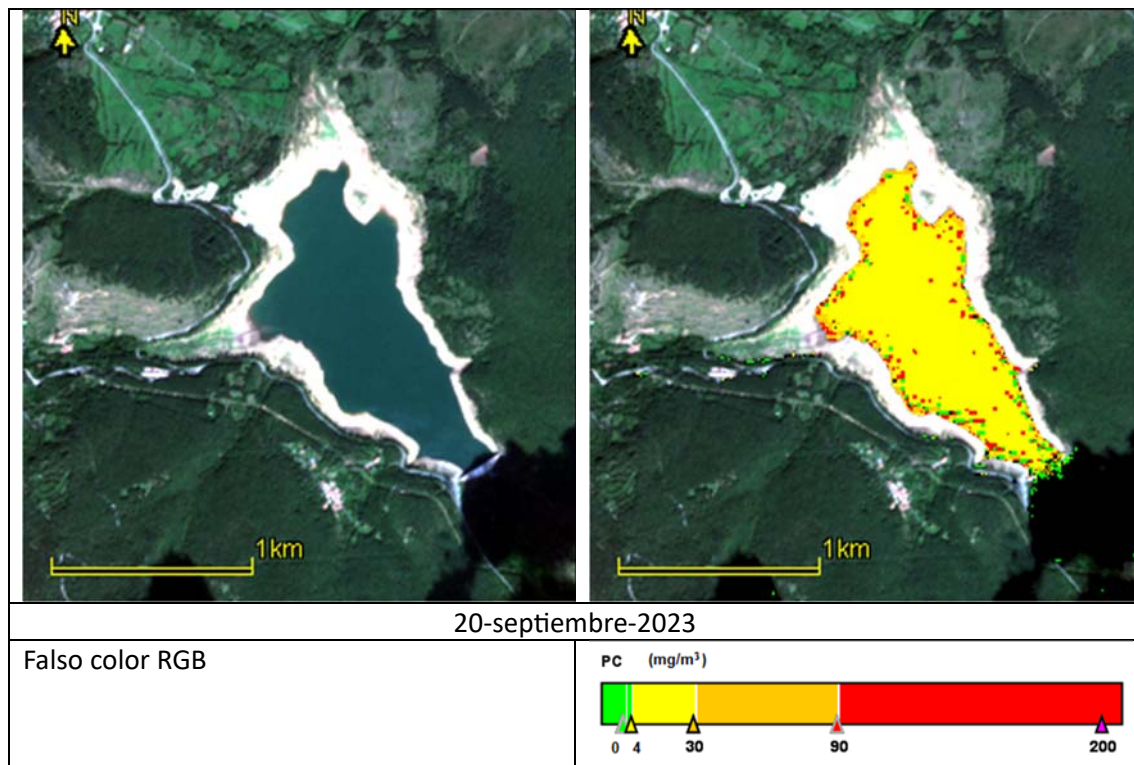 N
N
1km
1km
20-septiembre-2023
Falso color RGB
PC (mg/m³)
0 4 30 90 200